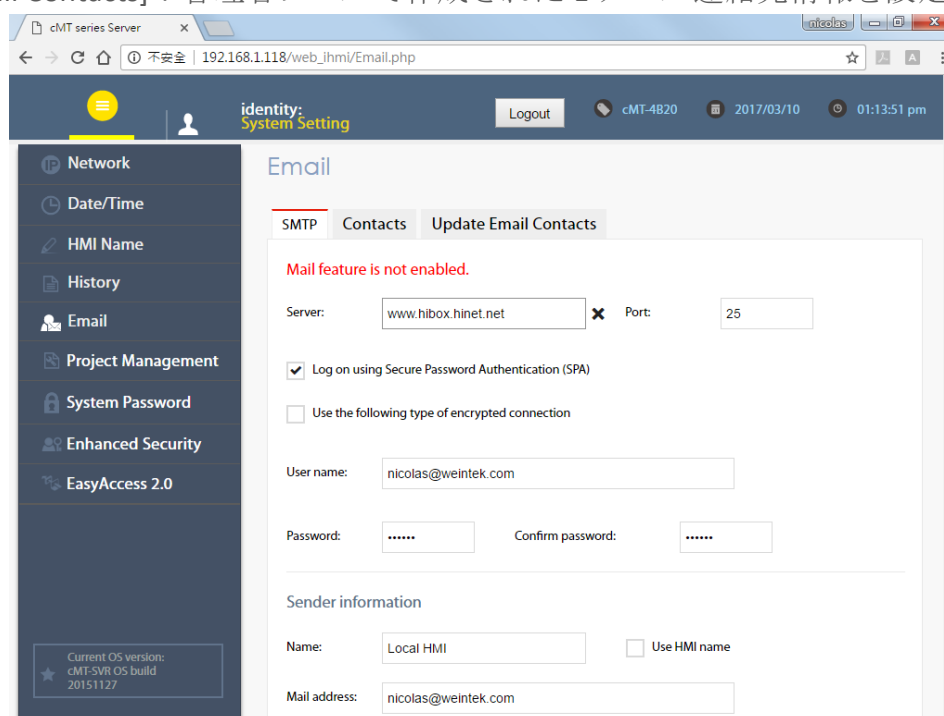 Contacts]
cMT series Server
nicolas
不安全 | 192.168.1.118/web_ihmi/Email.php
identity:
System Setting
Logout
cMT-4B20
2017/03/10
01:13:51 pm
Network
Date/Time
HMI Name
History
Email
Project Management
System Password
Enhanced Security
EasyAccess 2.0
Current OS version:
cMT-SVR OS build
20151127
Email
SMTP Contacts Update Email Contacts
Mail feature is not enabled.
Server: www.hibox.hinet.net Port: 25
Log on using Secure Password Authentication (SPA)
Use the following type of encrypted connection
User name: nicolas@weintek.com
Password: •••••• Confirm password: ••••••
Sender information
Name: Local HMI Use HMI name
Mail address: nicolas@weintek.com